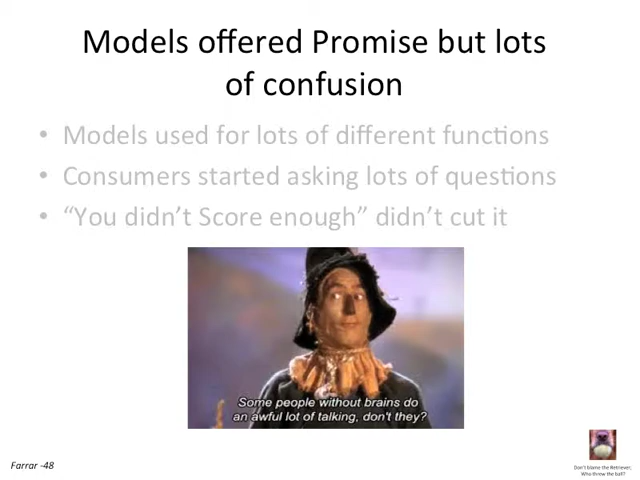 Models offered Promise but lots
of confusion
• Models used for lots of different functions
• Consumers started asking lots of questions
• “You didn’t Score enough” didn’t cut it
Some people without brains do
an awful lot of talking, don't they?
Farrar -48
Don't blame the Retriever,
Who threw the ball?